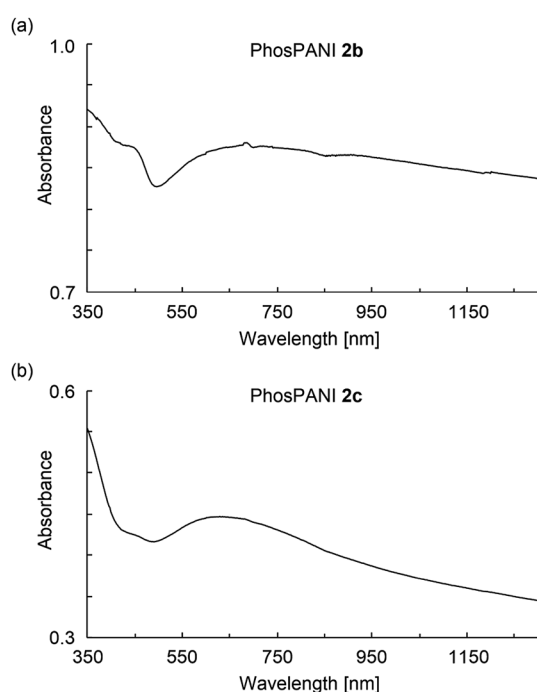 (a)
1.0
PhosPANI 2b
Absorbance
0.7
350 550 750 950 1150
Wavelength [nm]
(b)
0.6
PhosPANI 2c
Absorbance
0.3
350 550 750 950 1150
Wavelength [nm]